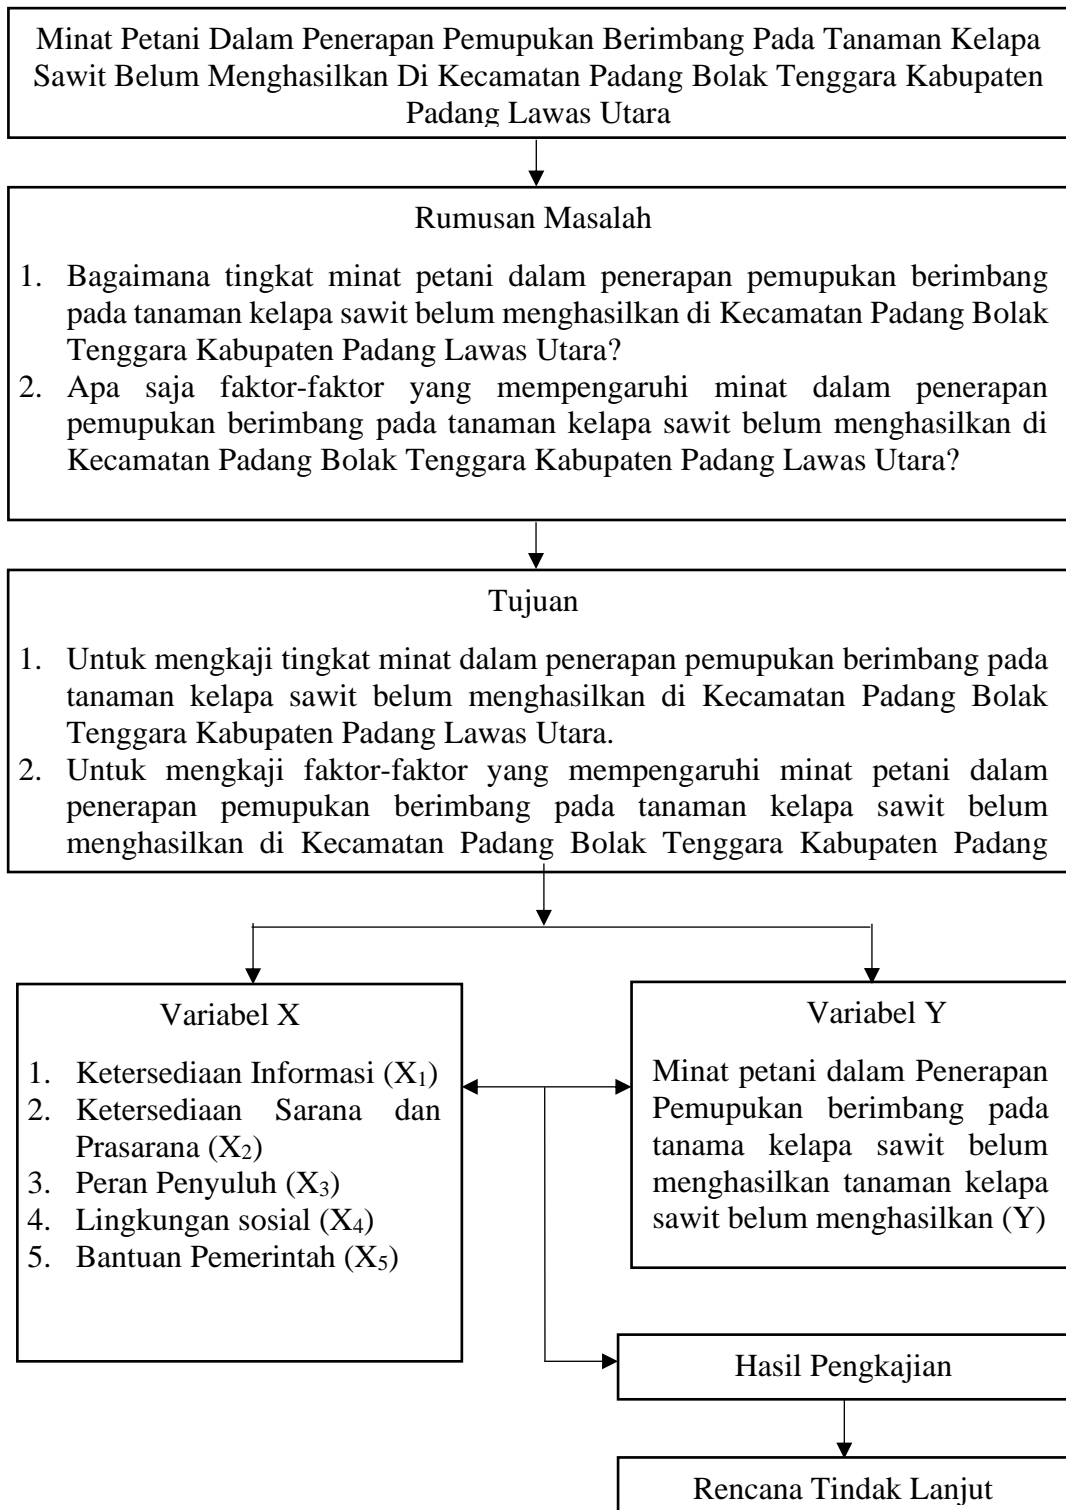 Minat Petani Dalam Penerapan Pemupukan Berimbang Pada Tanaman Kelapa
Sawit Belum Menghasilkan Di Kecamatan Padang Bolak Tenggara Kabupaten
Padang Lawas Utara
Rumusan Masalah
1. Bagaimana tingkat minat petani dalam penerapan pemupukan berimbang
pada tanaman kelapa sawit belum menghasilkan di Kecamatan Padang Bolak
Tenggara Kabupaten Padang Lawas Utara?
2. Apa saja faktor-faktor yang mempengaruhi minat dalam penerapan
pemupukan berimbang pada tanaman kelapa sawit belum menghasilkan di
Kecamatan Padang Bolak Tenggara Kabupaten Padang Lawas Utara?
Tujuan
1. Untuk mengkaji tingkat minat dalam penerapan pemupukan berimbang pada
tanaman kelapa sawit belum menghasilkan di Kecamatan Padang Bolak
Tenggara Kabupaten Padang Lawas Utara.
2. Untuk mengkaji faktor-faktor yang mempengaruhi minat petani dalam
penerapan pemupukan berimbang pada tanaman kelapa sawit belum
menghasilkan di Kecamatan Padang Bolak Tenggara Kabupaten Padang
Variabel X
1. Ketersediaan Informasi (X₁)
2. Ketersediaan Sarana dan
Prasarana (X₂)
3. Peran Penyuluh (X₃)
4. Lingkungan sosial (X₄)
5. Bantuan Pemerintah (X₅)
Variabel Y
Minat petani dalam Penerapan
Pemupukan berimbang pada
tanama kelapa sawit belum
menghasilkan tanaman kelapa
sawit belum menghasilkan (Y)
Hasil Pengkajian
Rencana Tindak Lanjut